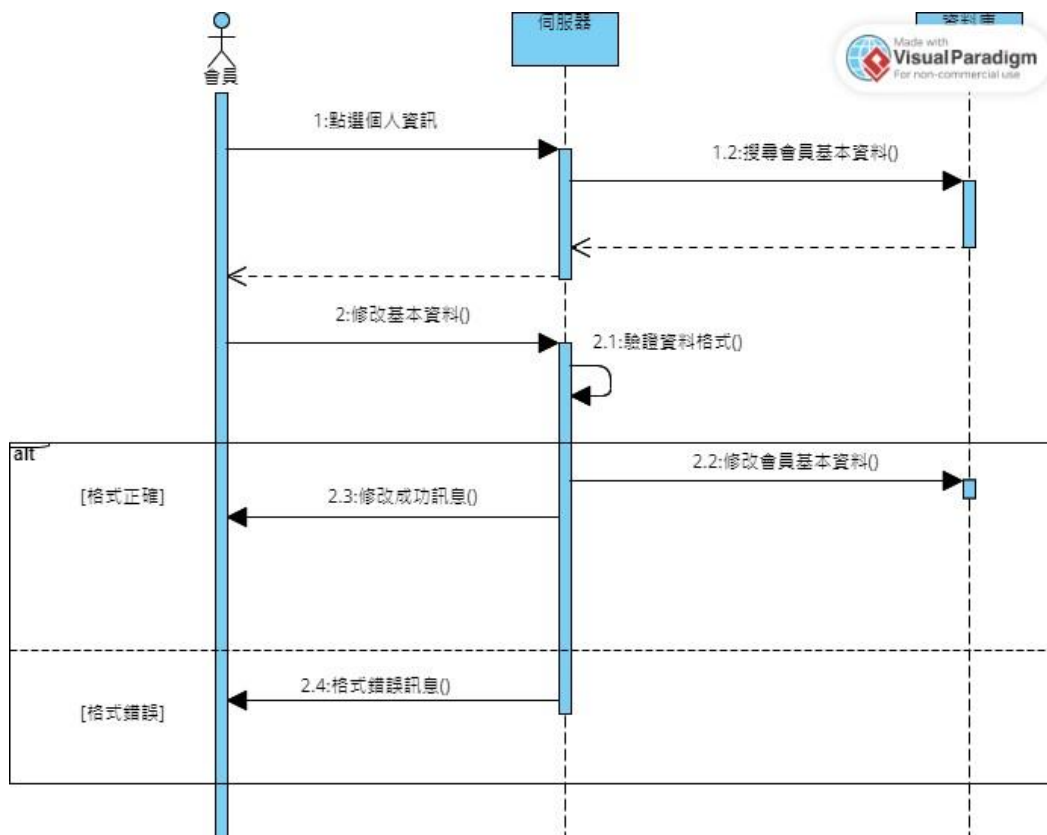 伺服器
資料庫
Made with
Visual Paradigm
For non-commercial use
會員
1:點選個人資訊
1.2:搜尋會員基本資料()
2:修改基本資料()
2.1:驗證資料格式()
alt
2.2:修改會員基本資料()
[格式正確]
2.3:修改成功訊息()
2.4:格式錯誤訊息()
[格式錯誤]